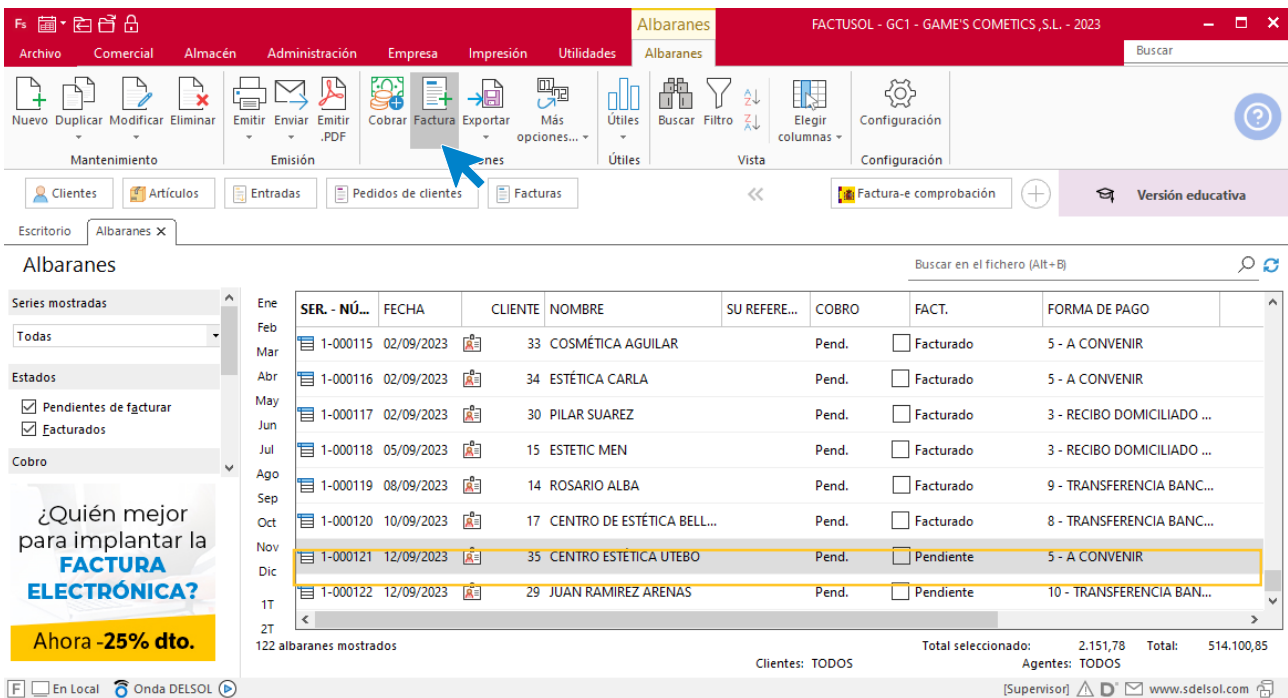 Fs Albaranes FACTUSOL - GC1 - GAME'S COMETICS ,S.L. - 2023
Archivo Comercial Almacén Administración Empresa Impresión Utilidades Albaranes Buscar
Nuevo Duplicar Modificar Eliminar Emitir Enviar Emitir .PDF Cobrar Factura Exportar Más opciones... Útiles Buscar Filtro Elegir columnas Configuración
Mantenimiento Emisión Útiles Vista Configuración
Clientes Artículos Entradas Pedidos de clientes Facturas Factura-e comprobación Versión educativa
Escritorio Albaranes
Albaranes Buscar en el fichero (Alt+B)
Series mostradas
Todas
Estados
Pendientes de facturar
Facturados
Cobro
¿Quién mejor
para implantar la
FACTURA
ELECTRÓNICA?
Ahora -25% dto.
Ene
Feb
Mar
Abr
May
Jun
Jul
Ago
Sep
Oct
Nov
Dic
1T
2T
SER. - NÚ... FECHA CLIENTE NOMBRE SU REFERE... COBRO FACT. FORMA DE PAGO
1-000115 02/09/2023 33 COSMÉTICA AGUILAR Pend. Facturado 5 - A CONVENIR
1-000116 02/09/2023 34 ESTÉTICA CARLA Pend. Facturado 5 - A CONVENIR
1-000117 02/09/2023 30 PILAR SUAREZ Pend. Facturado 3 - RECIBO DOMICILIADO ...
1-000118 05/09/2023 15 ESTETIC MEN Pend. Facturado 3 - RECIBO DOMICILIADO ...
1-000119 08/09/2023 14 ROSARIO ALBA Pend. Facturado 9 - TRANSFERENCIA BANC...
1-000120 10/09/2023 17 CENTRO DE ESTÉTICA BELL... Pend. Facturado 8 - TRANSFERENCIA BANC...
1-000121 12/09/2023 35 CENTRO ESTÉTICA UTEBO Pend. Pendiente 5 - A CONVENIR
1-000122 12/09/2023 29 JUAN RAMIREZ ARENAS Pend. Pendiente 10 - TRANSFERENCIA BAN...
122 albaranes mostrados Total seleccionado: 2.151,78 Total: 514.100,85
Clientes: TODOS Agentes: TODOS
F En Local Onda DELSOL [Supervisor] D www.sdelsol.com